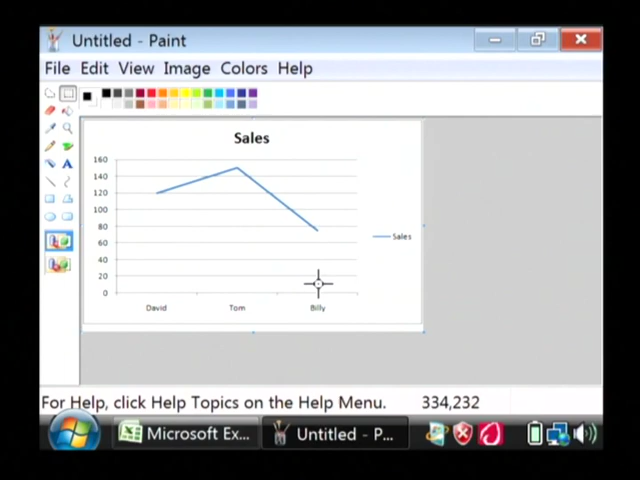 Untitled - Paint
File Edit View Image Colors Help
Sales
160
140
120
100
80
60
40
20
0
Sales
David Tom Billy
For Help, click Help Topics on the Help Menu. 334,232
Microsoft Ex... Untitled - P...